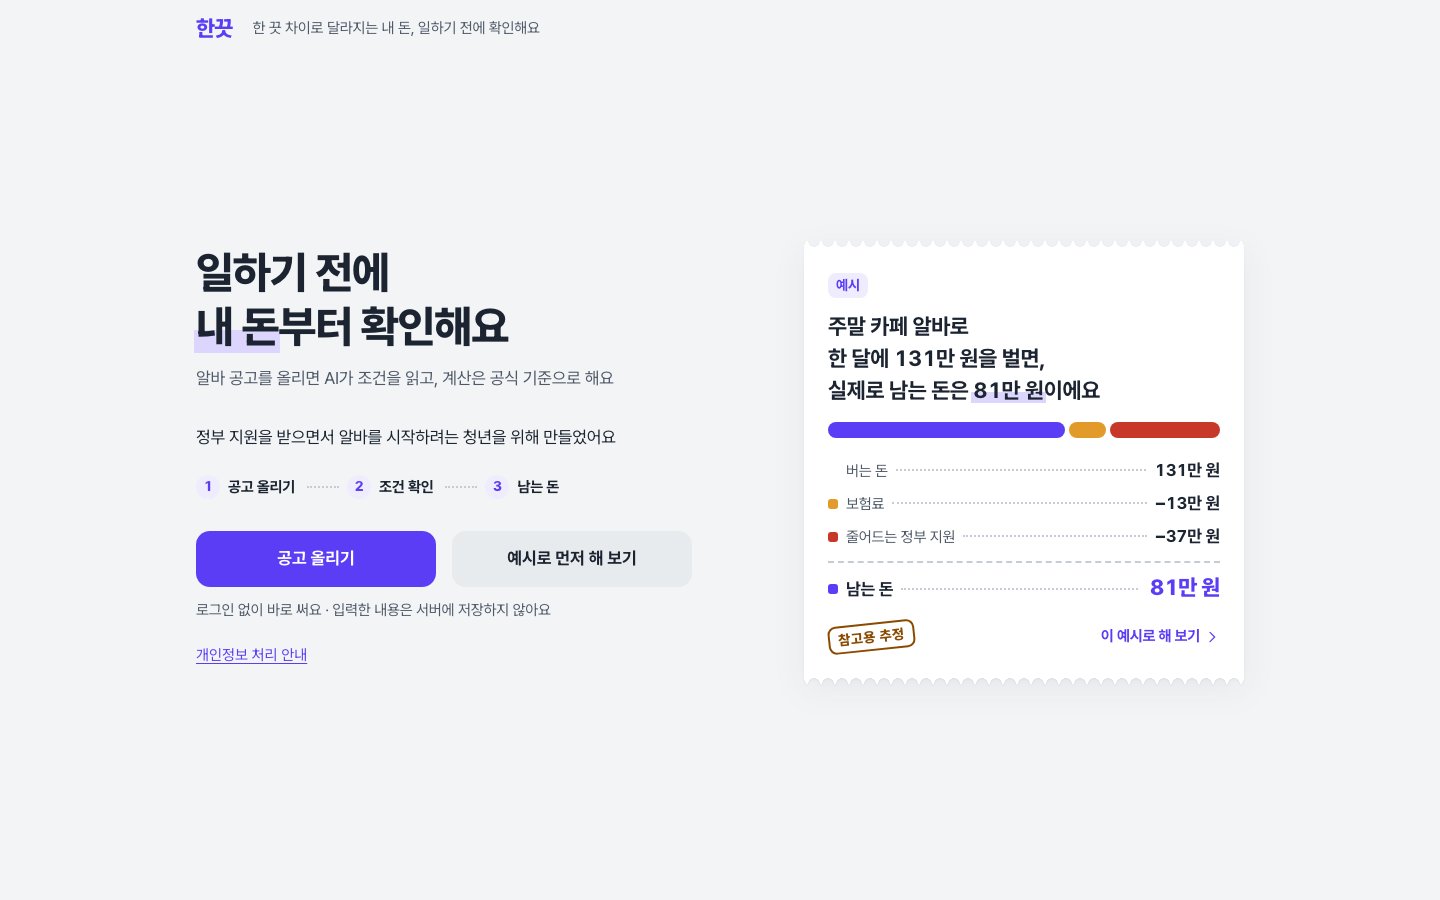 한끗
한 끗 차이로 달라지는 내 돈, 일하기 전에 확인해요
일하기 전에
내 돈부터 확인해요
알바 공고를 올리면 AI가 조건을 읽고, 계산은 공식 기준으로 해요
정부 지원을 받으면서 알바를 시작하려는 청년을 위해 만들었어요
1 공고 올리기 2 조건 확인 3 남는 돈
공고 올리기
예시로 먼저 해 보기
로그인 없이 바로 써요 · 입력한 내용은 서버에 저장하지 않아요
개인정보 처리 안내
예시
주말 카페 알바로
한 달에 131만 원을 벌면,
실제로 남는 돈은 81만 원이에요
버는 돈 131만 원
보험료 −13만 원
줄어드는 정부 지원 −37만 원
남는 돈 81만 원
참고용 추정
이 예시로 해 보기